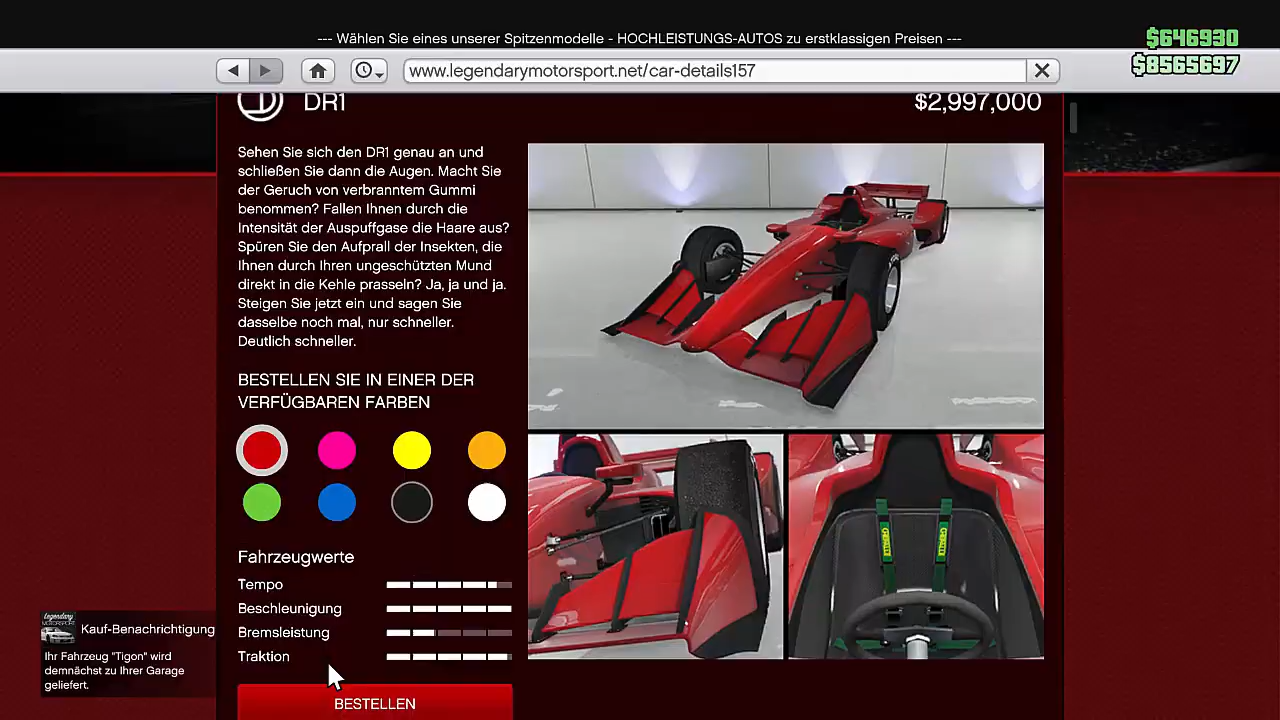 --- Wählen Sie eines unserer Spitzenmodelle - HOCHLEISTUNGS-AUTOS zu erstklassigen Preisen ---
$646930
$8565697
www.legendarymotorsport.net/car-details157
DR1
$2,997,000
Sehen Sie sich den DR1 genau an und
schließen Sie dann die Augen. Macht Sie
der Geruch von verbranntem Gummi
benommen? Fallen Ihnen durch die
Intensität der Auspuffgase die Haare aus?
Spüren Sie den Aufprall der Insekten, die
Ihnen durch Ihren ungeschützten Mund
direkt in die Kehle prasseln? Ja, ja und ja.
Steigen Sie jetzt ein und sagen Sie
dasselbe noch mal, nur schneller.
Deutlich schneller.
BESTELLEN SIE IN EINER DER
VERFÜGBAREN FARBEN
Fahrzeugwerte
Tempo
Beschleunigung
Bremsleistung
Traktion
BESTELLEN
Legendary
Kauf-Benachrichtigung
Ihr Fahrzeug "Tigon" wird
demnächst zu Ihrer Garage
geliefert.